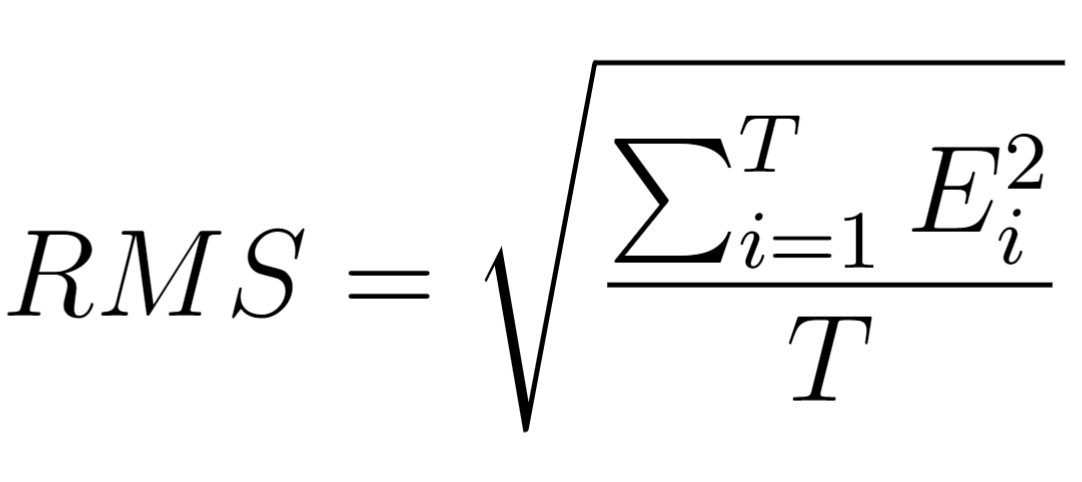 RMS = \sqrt{\frac{\sum_{i=1}^{T} E_i^2}{T}}